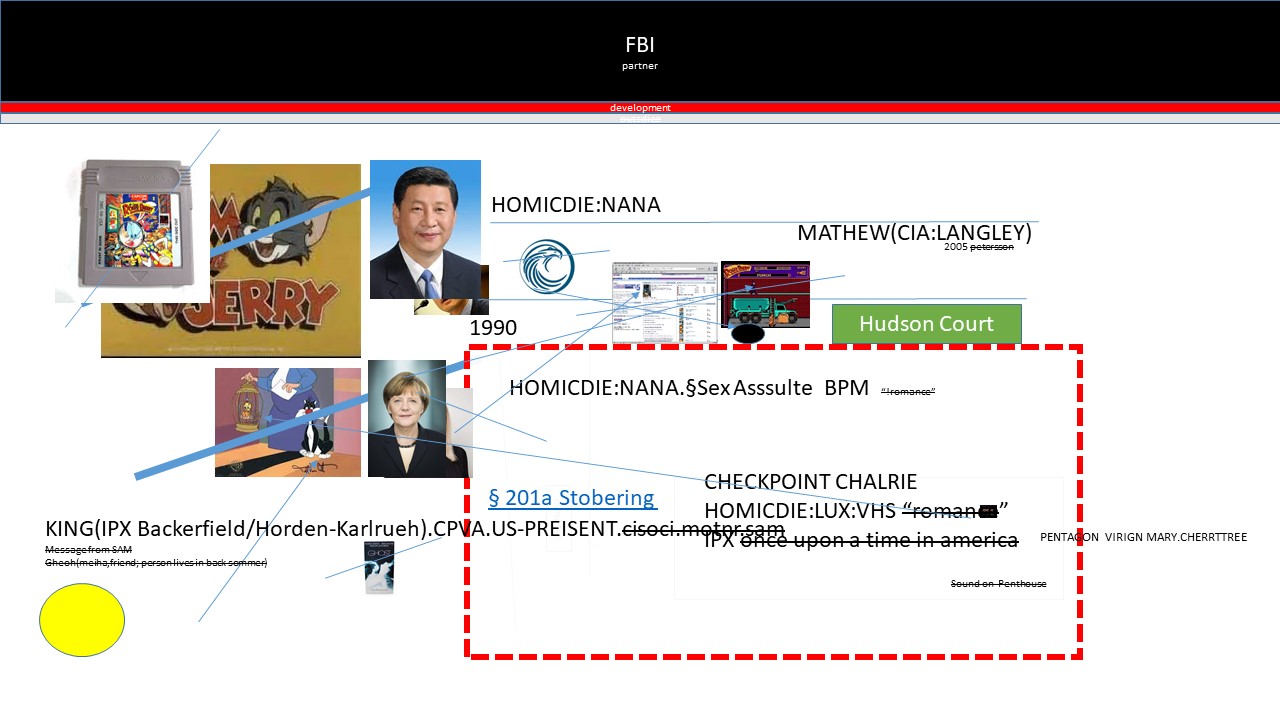 FBI
partner
development
HOMICDIE:NANA
MATHEW(CIA:LANGLEY)
2005 petersson
JERRY
1990
Hudson Court
HOMICDIE:NANA.§Sex Asssulte BPM "!romance"
CHECKPOINT CHALRIE
§ 201a Stobering
HOMICDIE:LUX:VHS "romance"
KING(IPX Backerfield/Horden-Karlrueh).CPVA.US-PREISENT.cisoci.motnr.sam
IPX once upon a time in america
PENTAGON VIRIGN MARY.CHERRTTREE
Message from SAM
Gheoh(meiha,friend; person lives in back sommer)
GHOST
Sound on Penthouse